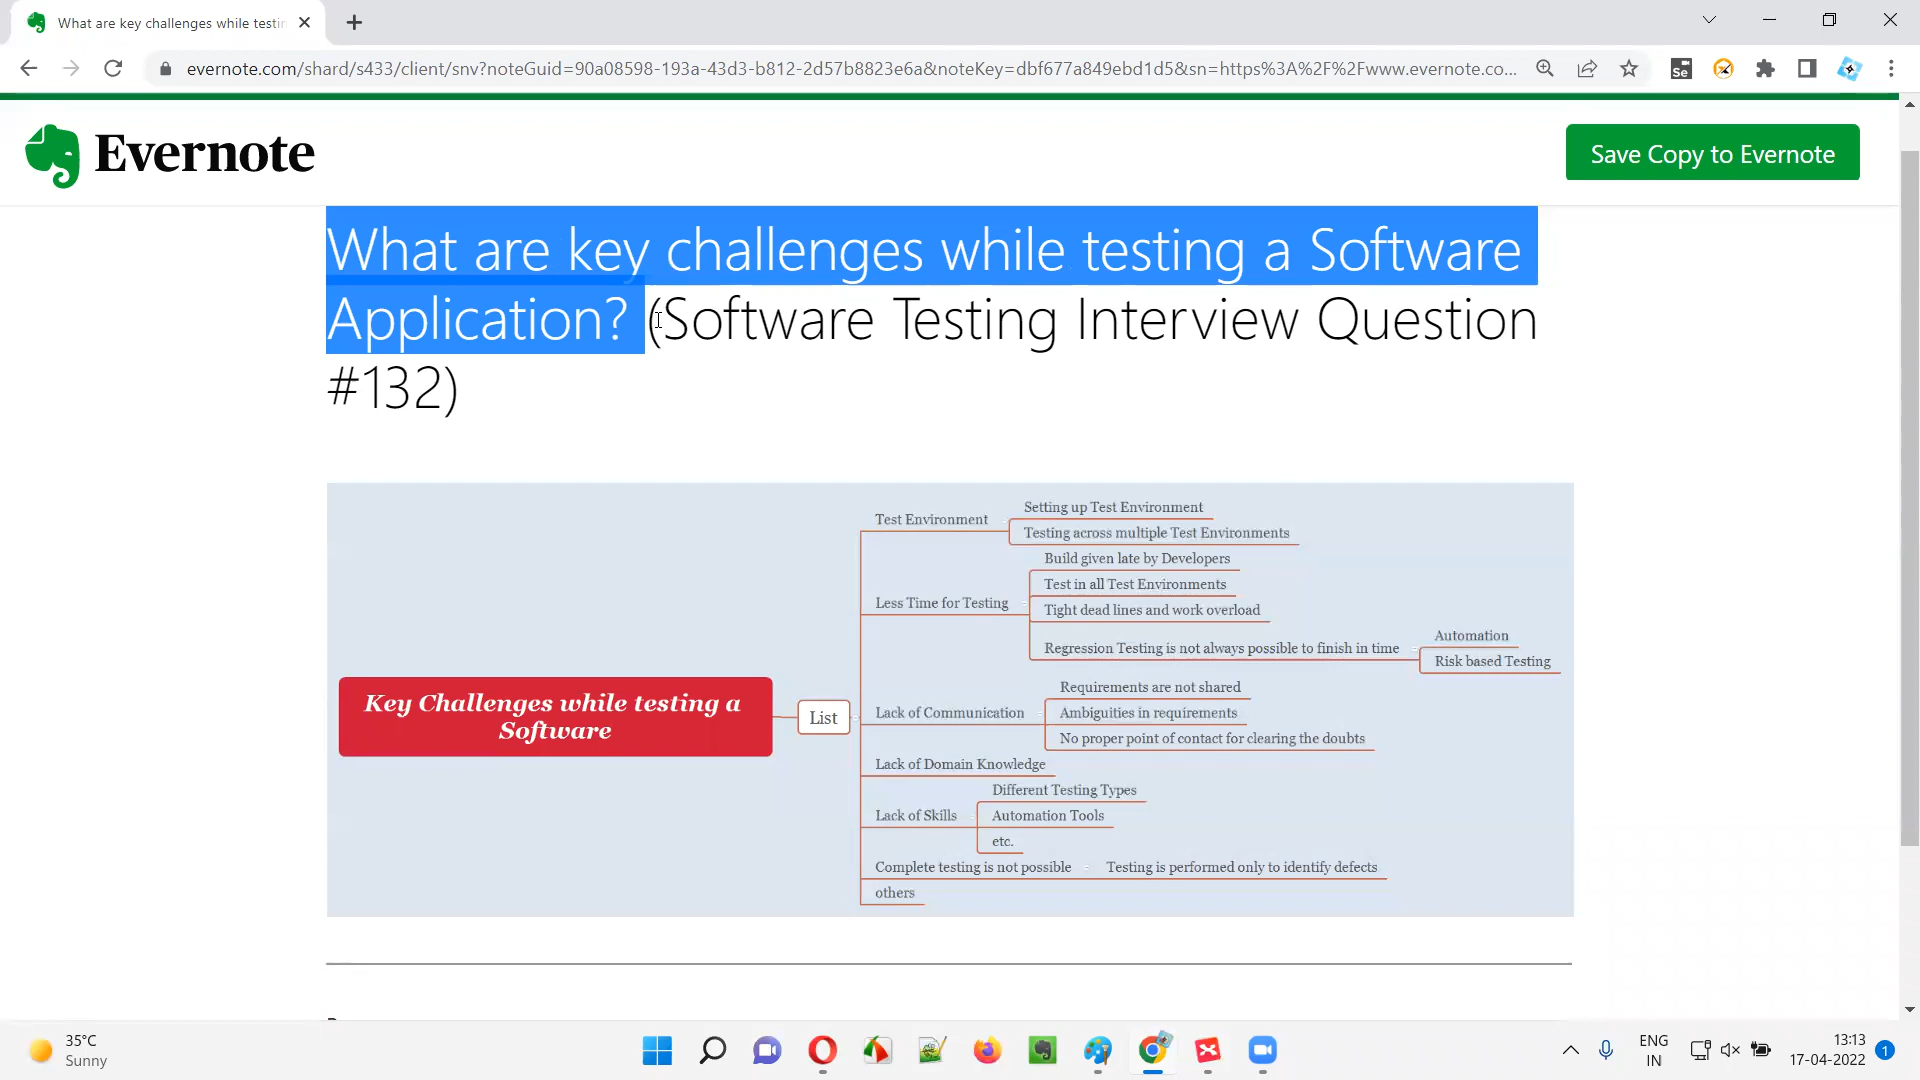 What are key challenges while testin
evernote.com/shard/s433/client/snv?noteGuid=90a08598-193a-43d3-b812-2d57b8823e6a&noteKey=dbf677a849ebd1d5&sn=https%3A%2F%2Fwww.evernote.co...
Se
Evernote
Save Copy to Evernote
What are key challenges while testing a Software
Application? (Software Testing Interview Question
#132)
Setting up Test Environment
Test Environment
Testing across multiple Test Environments
Build given late by Developers
Test in all Test Environments
Less Time for Testing
Tight dead lines and work overload
Automation
Regression Testing is not always possible to finish in time
Risk based Testing
Requirements are not shared
Key Challenges while testing a
Software
List
Lack of Communication
Ambiguities in requirements
No proper point of contact for clearing the doubts
Lack of Domain Knowledge
Different Testing Types
Lack of Skills
Automation Tools
etc.
Complete testing is not possible
Testing is performed only to identify defects
others
35°C
Sunny
ENG
IN
13:13
17-04-2022
1